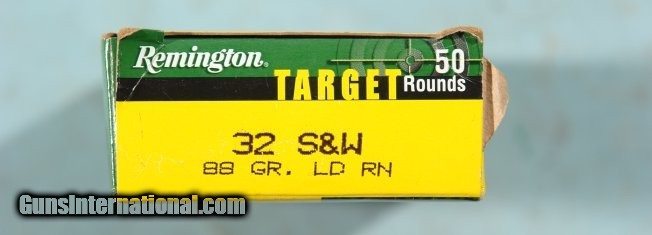 Remington® 50
TARGET Rounds
32 S&W
88 GR. LD RN
GunsInternational.com